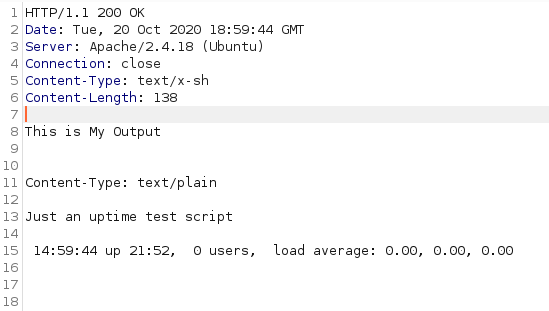 1 HTTP/1.1 200 OK
2 Date: Tue, 20 Oct 2020 18:59:44 GMT
3 Server: Apache/2.4.18 (Ubuntu)
4 Connection: close
5 Content-Type: text/x-sh
6 Content-Length: 138
7
8 This is My Output
9
10
11 Content-Type: text/plain
12
13 Just an uptime test script
14
15  14:59:44 up 21:52,  0 users,  load average: 0.00, 0.00, 0.00
16
17
18